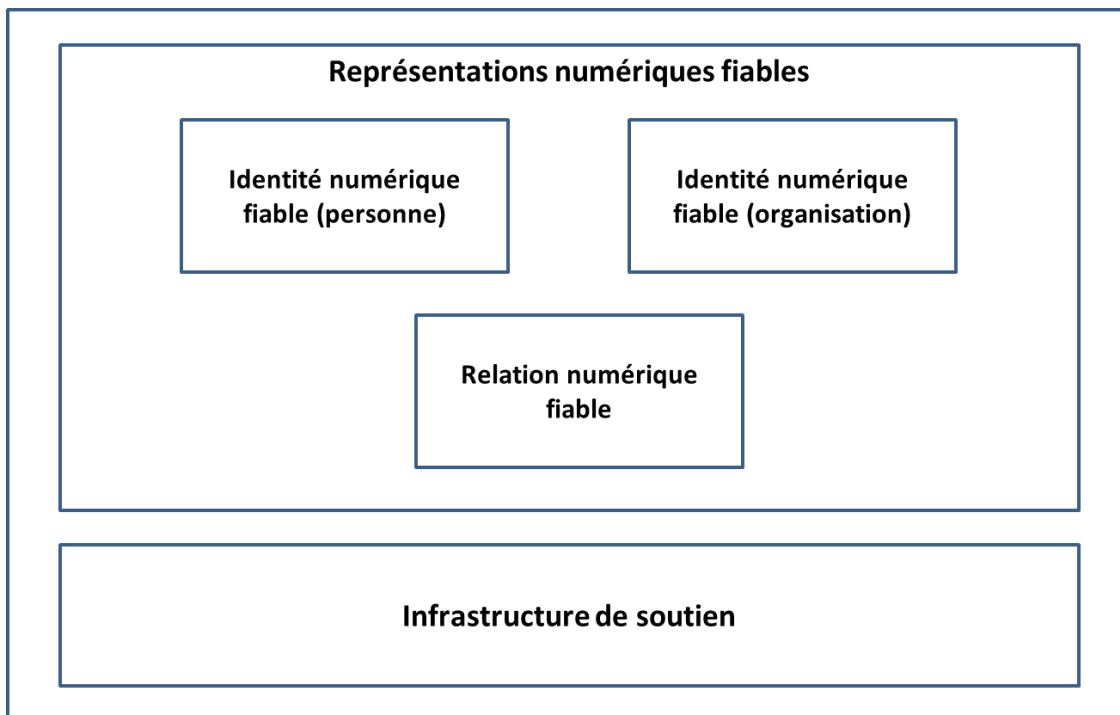 Représentations numériques fiables
Identité numérique
fiable (personne)
Identité numérique
fiable (organisation)
Relation numérique
fiable
Infrastructure de soutien